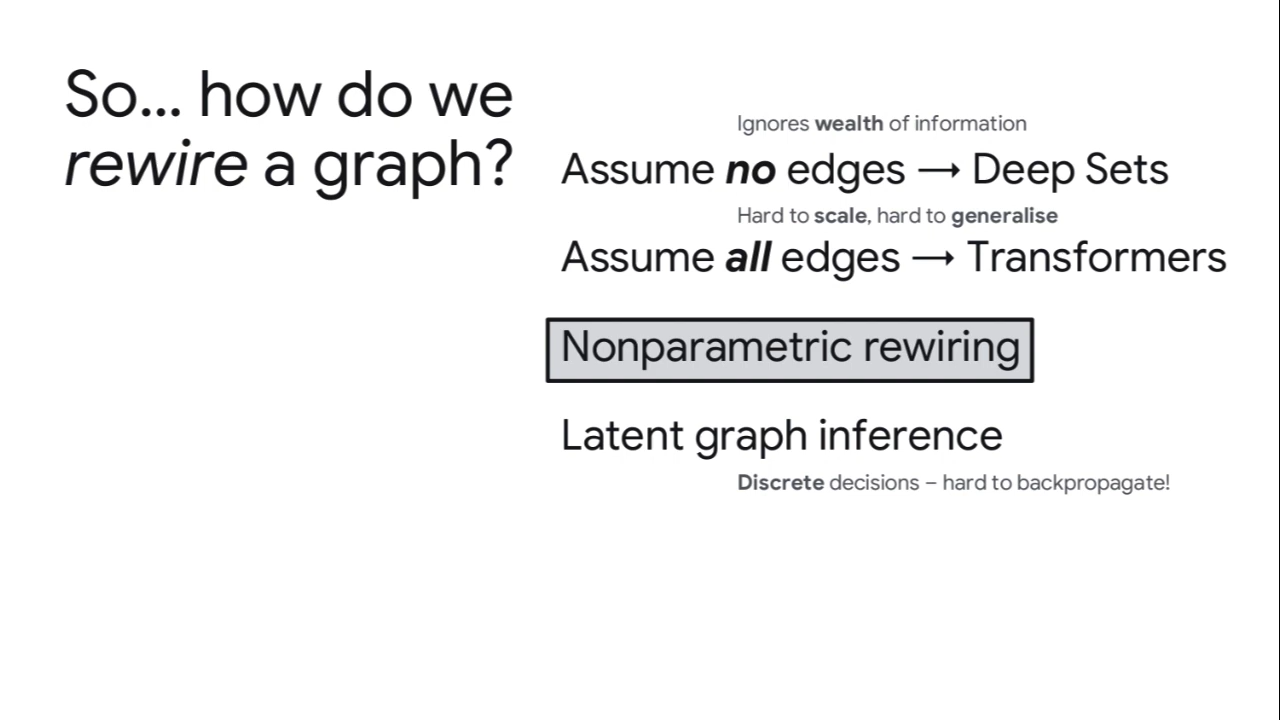 So... how do we
rewire a graph?
Ignores wealth of information
Assume no edges → Deep Sets
Hard to scale, hard to generalise
Assume all edges → Transformers
Nonparametric rewiring
Latent graph inference
Discrete decisions – hard to backpropagate!